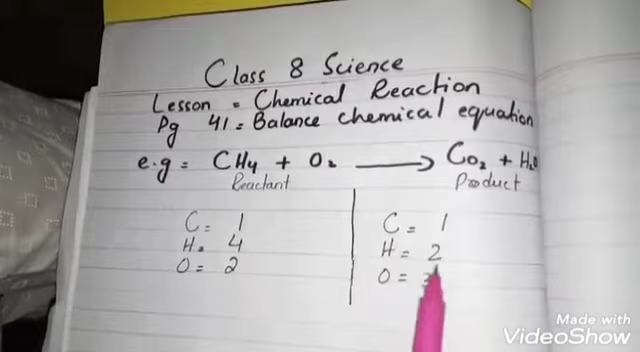 Class 8 Science
Lesson = Chemical Reaction
Pg 41 = Balance chemical equation
e.g = CH4 + O2 → CO2 + H2O
Reactant Product
C = 1 C = 1
H = 4 H = 2
O = 2 O =
Made with
VideoShow